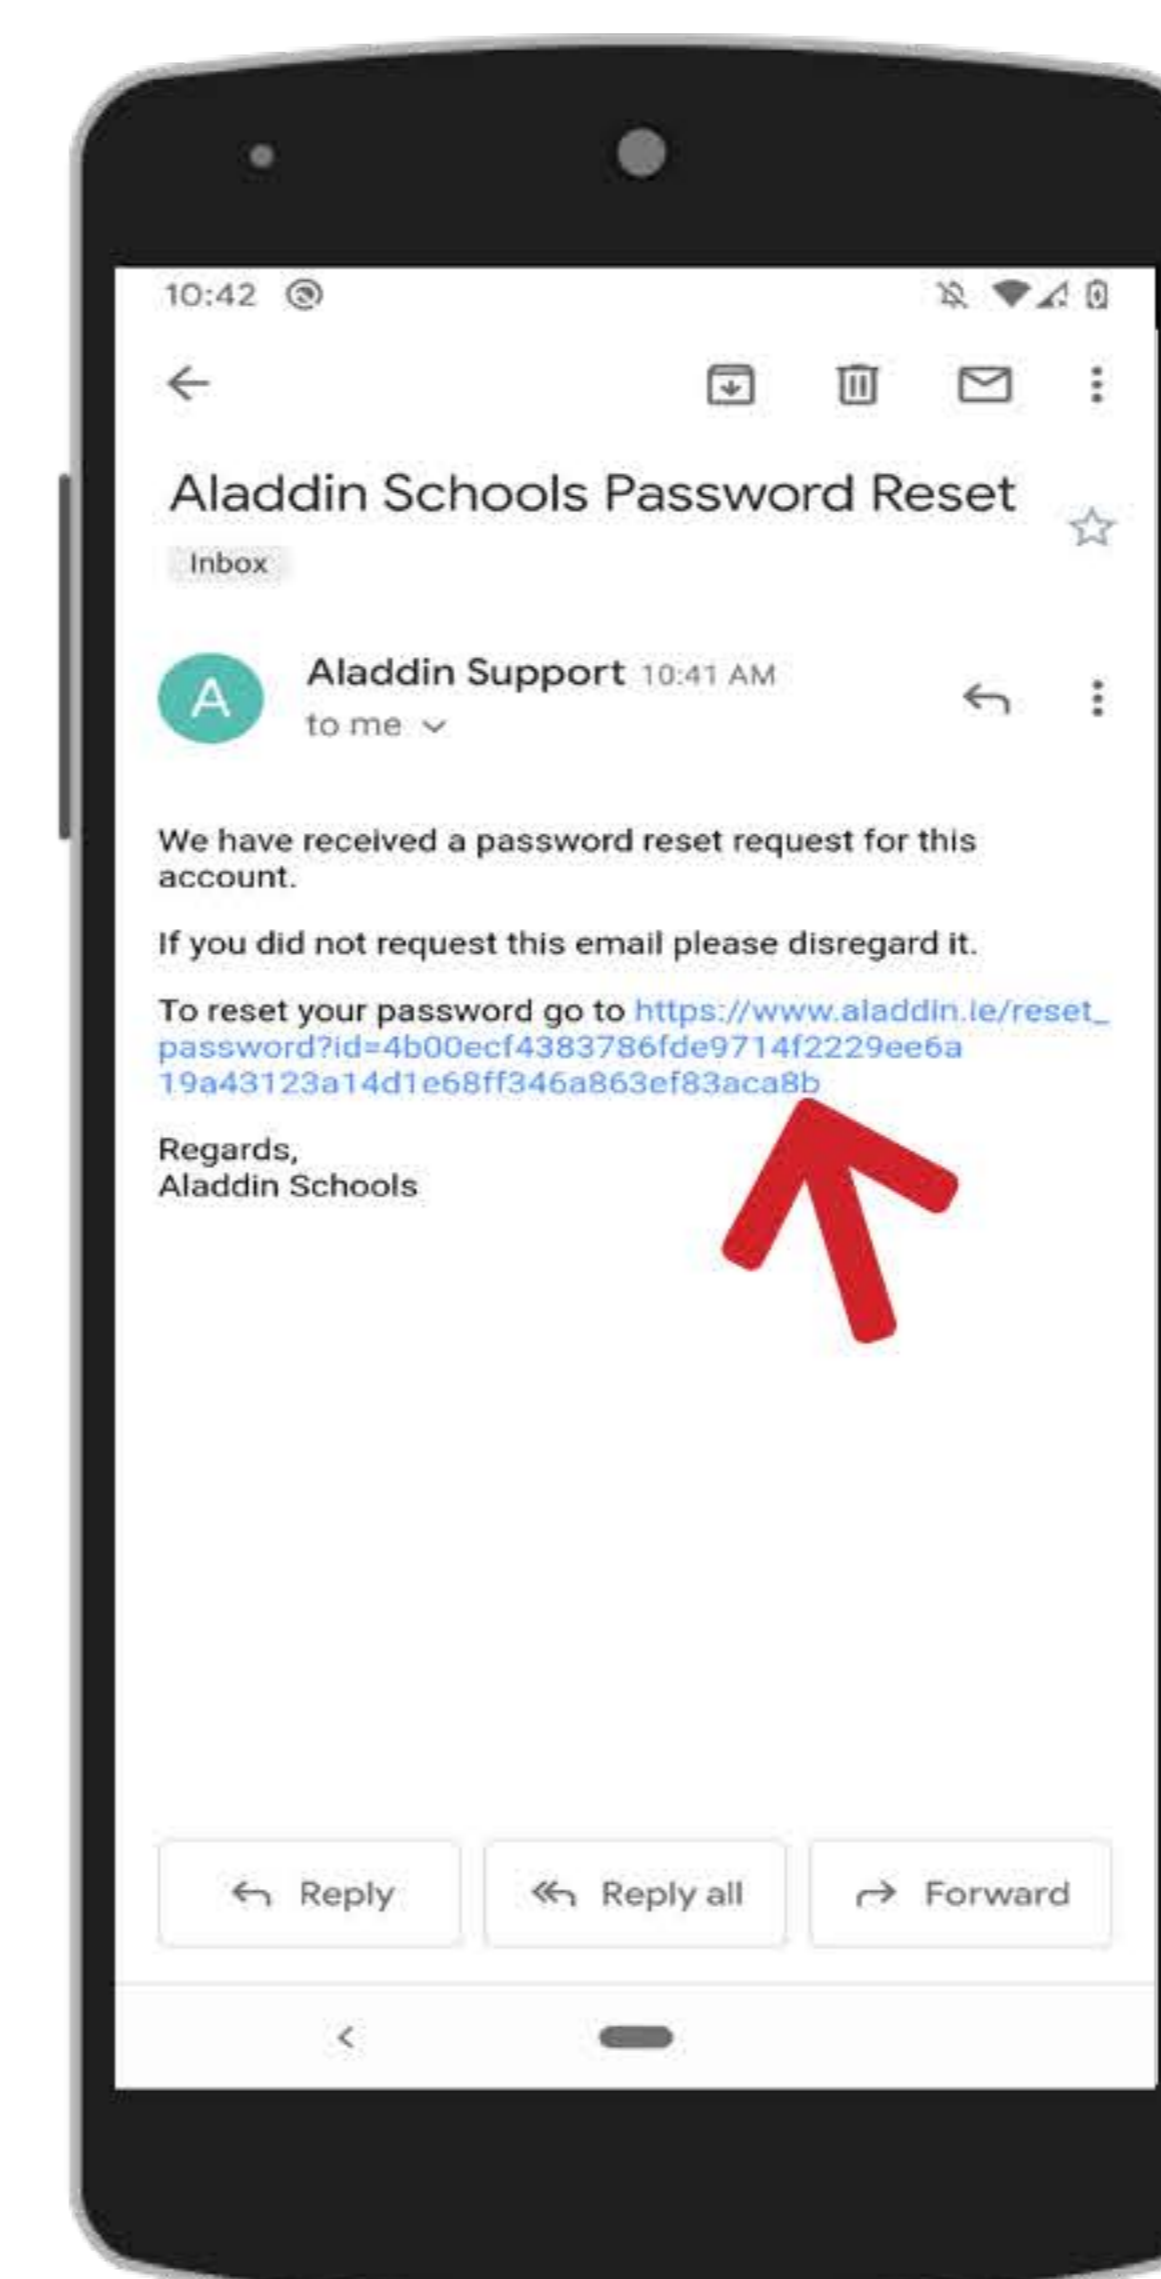 10:42
Aladdin Schools Password Reset
Inbox
A
Aladdin Support 10:41 AM
to me
We have received a password reset request for this
account.
If you did not request this email please disregard it.
To reset your password go to https://www.aladdin.ie/reset_
password?id=4b00ecf4383786fde9714f2229ee6a
19a43123a14d1e68ff346a863ef83aca8b
Regards,
Aladdin Schools
Reply
Reply all
Forward